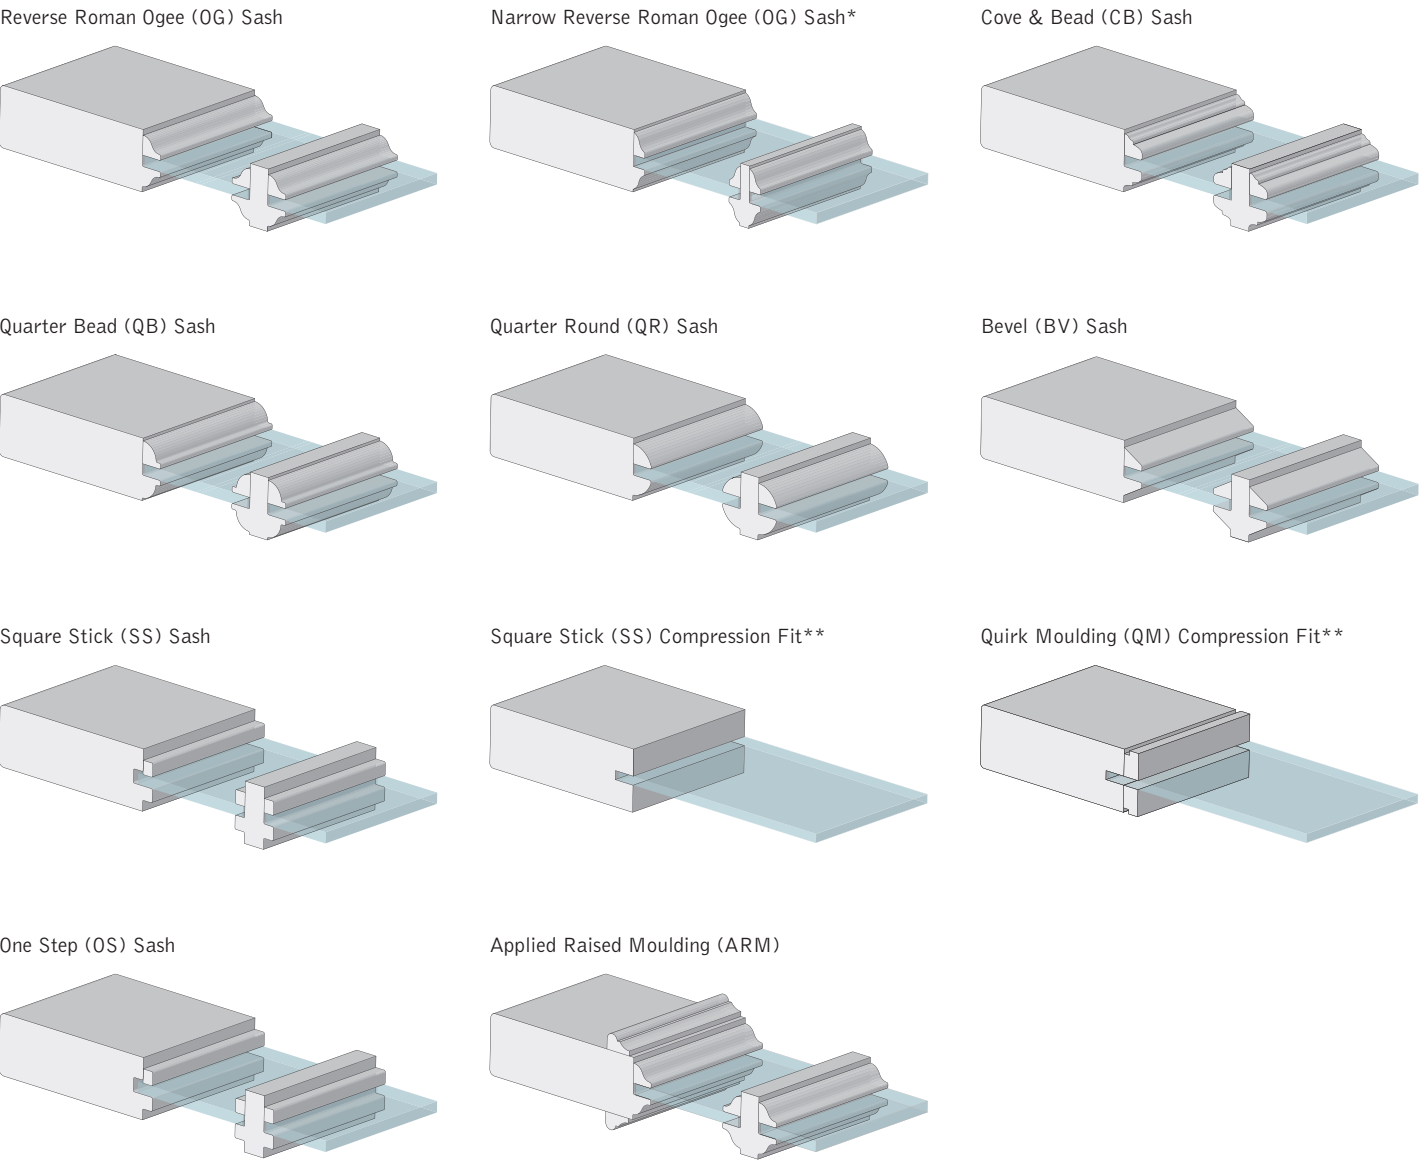 Reverse Roman Ogee (OG) Sash
Narrow Reverse Roman Ogee (OG) Sash*
Cove & Bead (CB) Sash
Quarter Bead (QB) Sash
Quarter Round (QR) Sash
Bevel (BV) Sash
Square Stick (SS) Sash
Square Stick (SS) Compression Fit**
Quirk Moulding (QM) Compression Fit**
One Step (OS) Sash
Applied Raised Moulding (ARM)